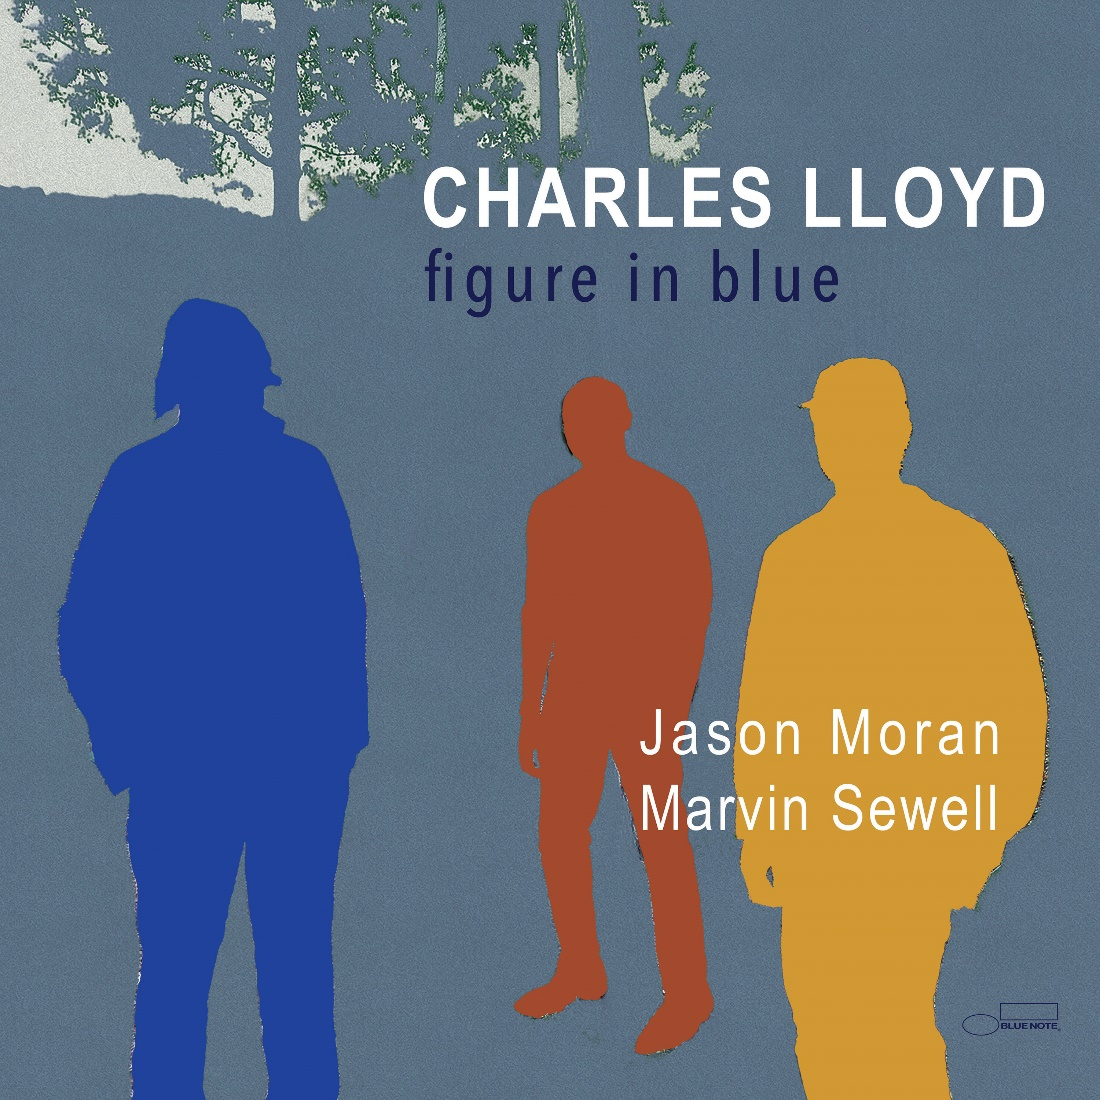 CHARLES LLOYD
figure in blue
Jason Moran
Marvin Sewell
BLUE NOTE